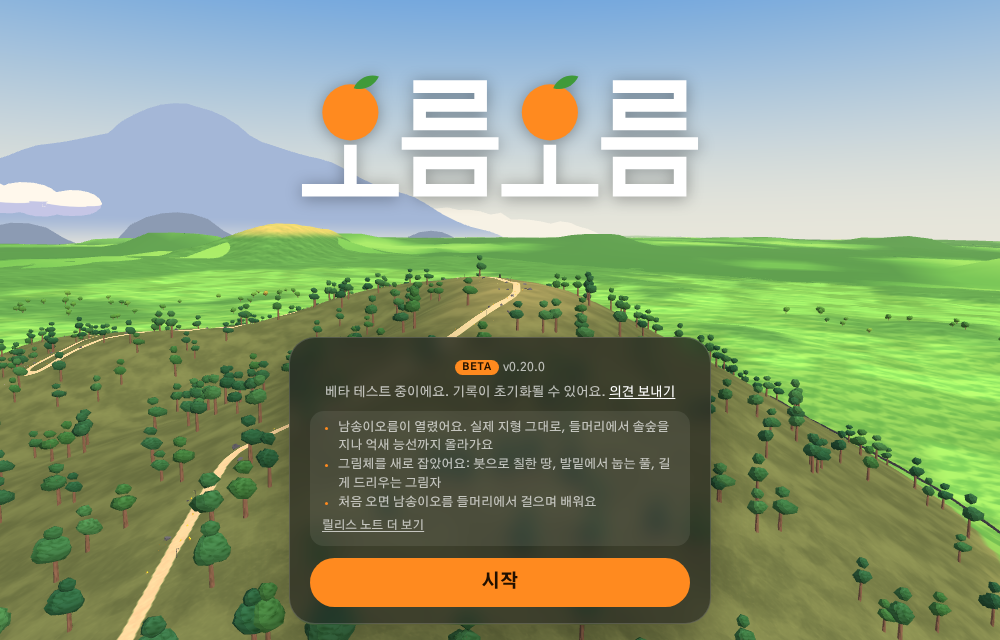 오름오름
BETA v0.20.0
베타 테스트 중이에요. 기록이 초기화될 수 있어요. 의견 보내기
남송이오름이 열렸어요. 실제 지형 그대로, 들머리에서 솔숲을
지나 억새 능선까지 올라가요
그림체를 새로 잡았어요: 붓으로 칠한 땅, 발밑에서 눕는 풀, 길
게 드리우는 그림자
처음 오면 남송이오름 들머리에서 걸으며 배워요
릴리스 노트 더 보기
시작